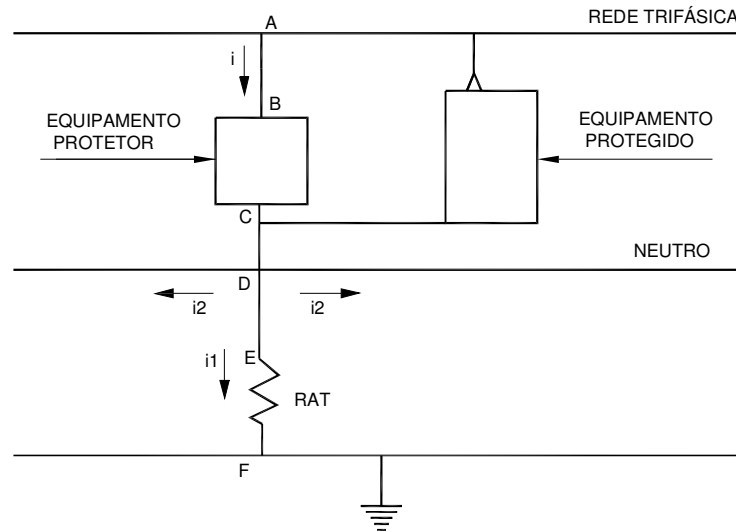 A
REDE TRIFÁSICA
i
B
EQUIPAMENTO
PROTETOR
EQUIPAMENTO
PROTEGIDO
C
NEUTRO
D
i2
i2
i1
E
RAT
F